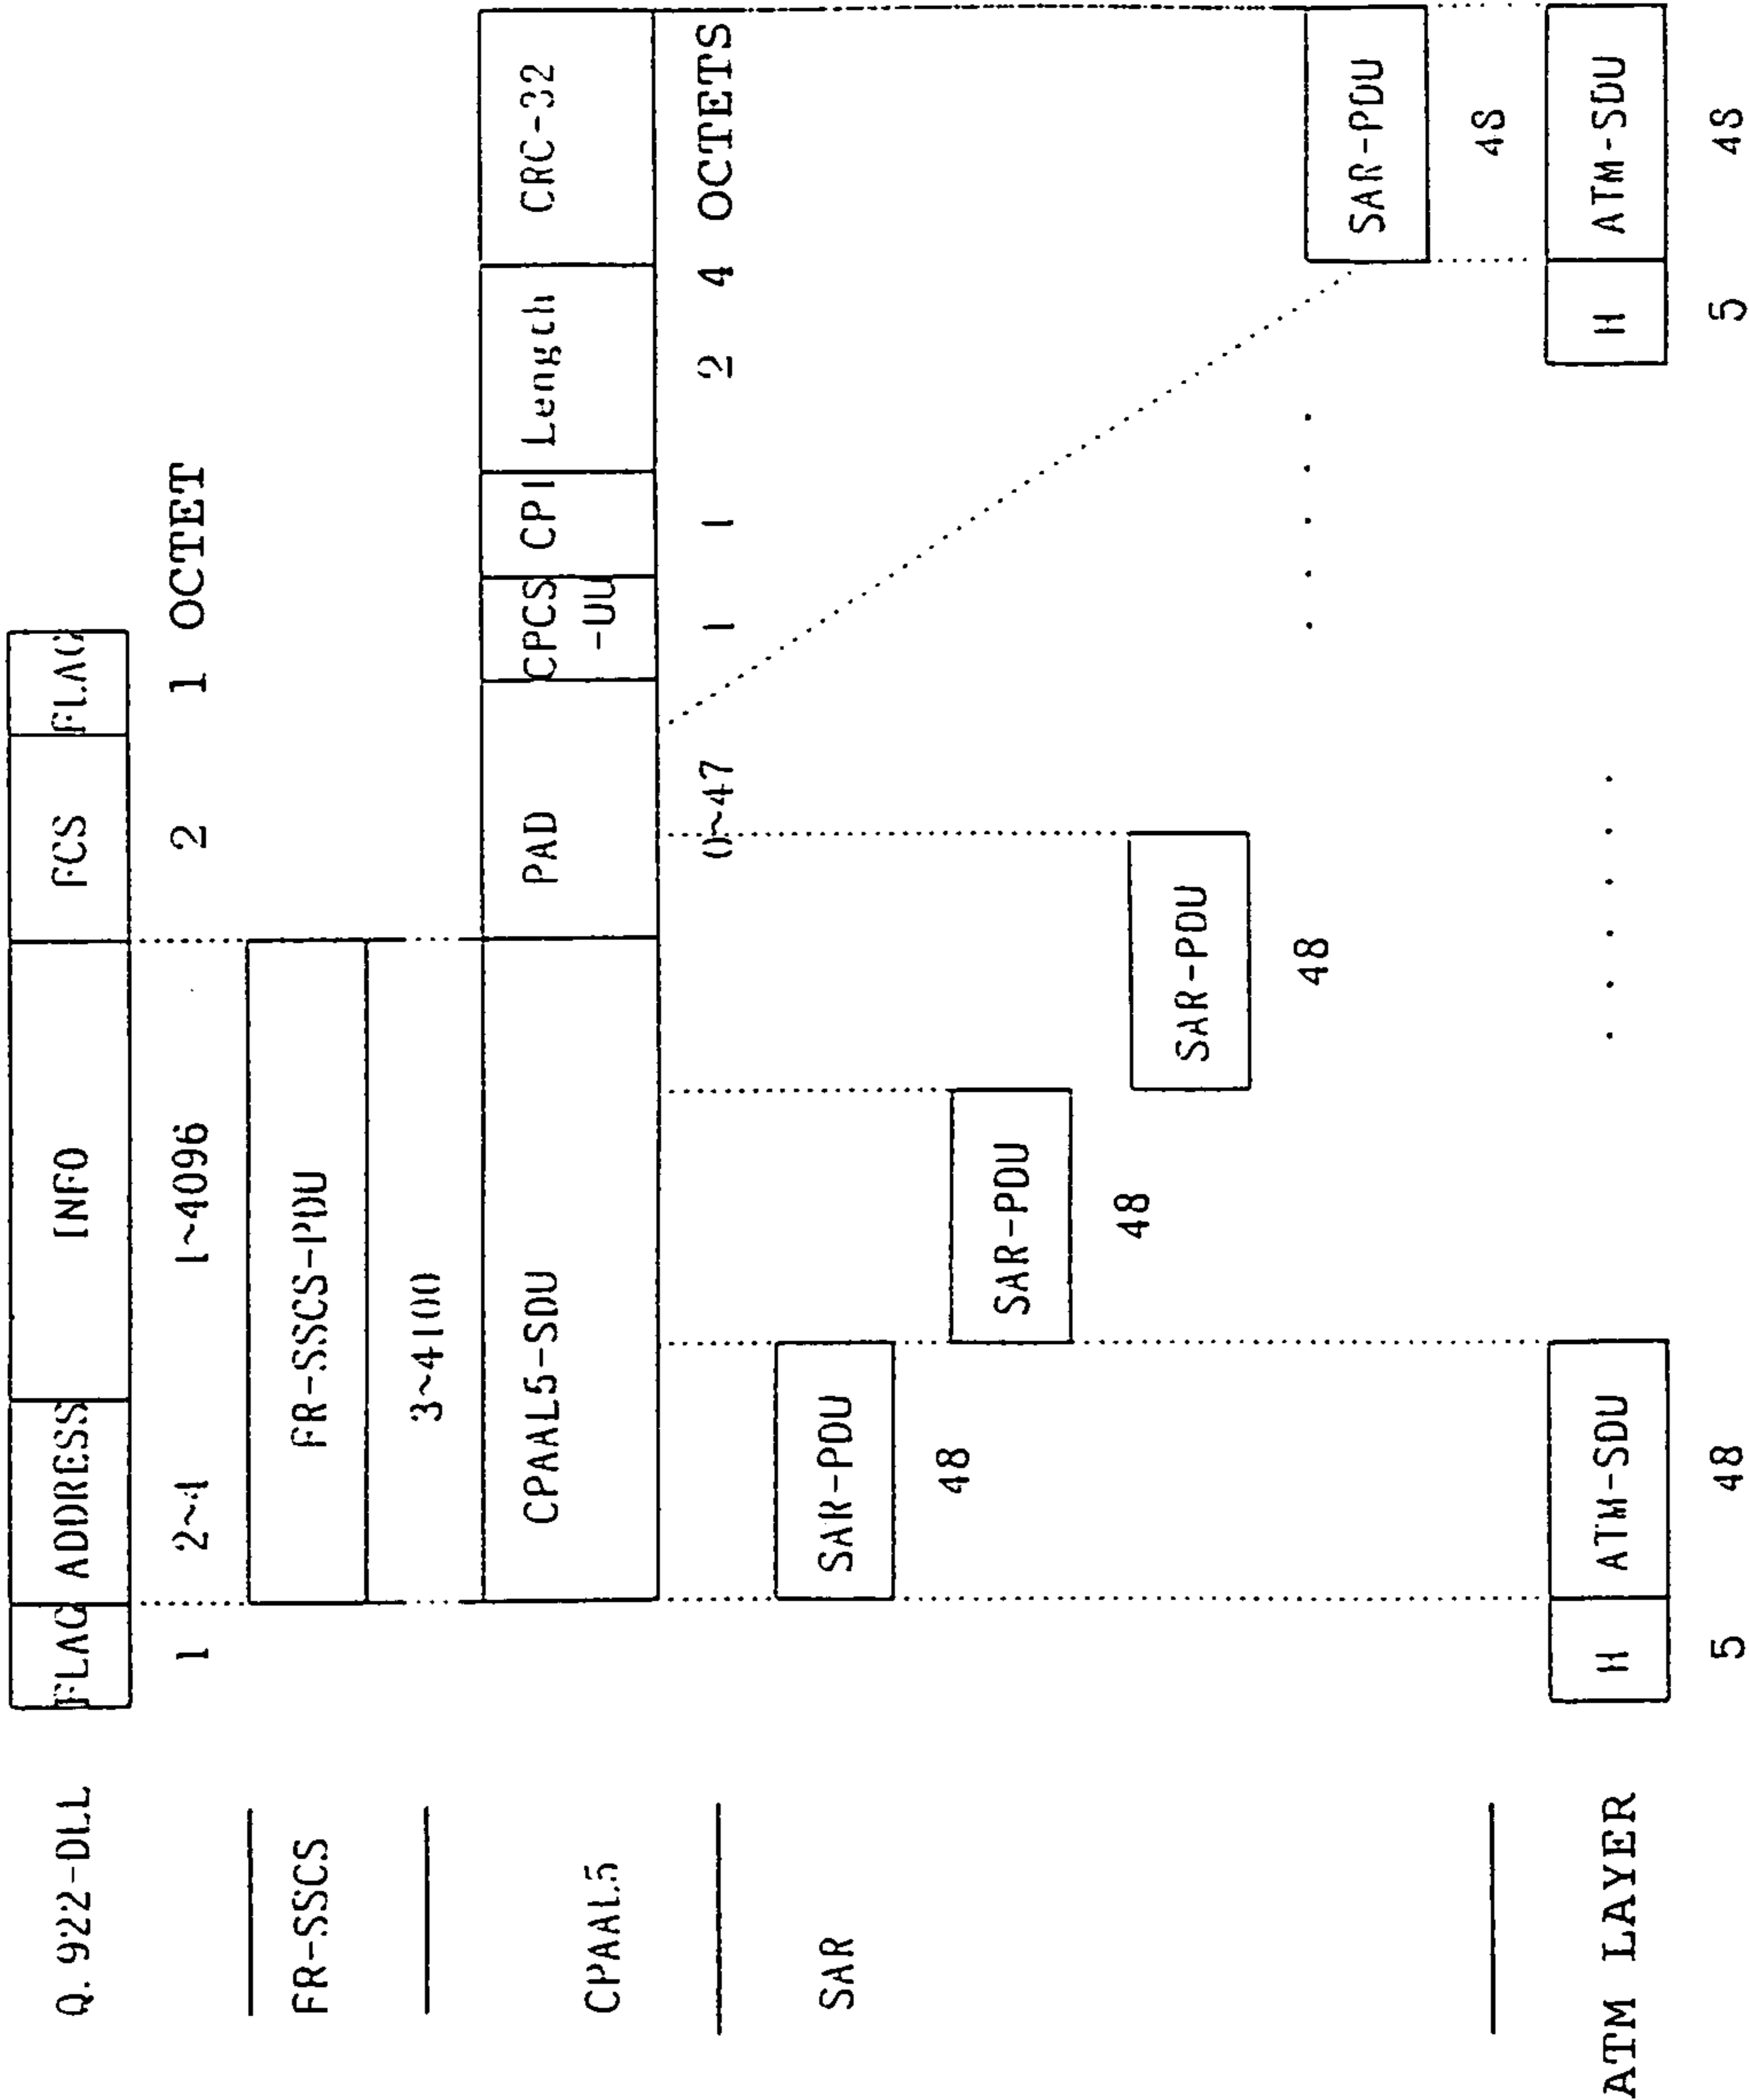 Q.922-DLL
FLAG ADDRESS INFO FCS FLAG
1 2~4 1~4096 2 1 OCTET
FR-SSCS
FR-SSCS-PDU
3~4100
CPAAL5
CPAAL5-SDU PAD CPCS CPI Length CRC-32
-UU
0~47 1 1 2 4 OCTETS
SAR
SAR-PDU
48
SAR-PDU
48
SAR-PDU
48
SAR-PDU
48
ATM LAYER
H ATM-SDU H ATM-SDU
5 48 5 48